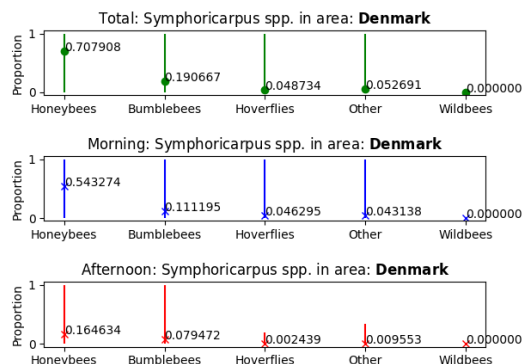 Total: Symphoricarpus spp. in area: Denmark
Proportion
1
0
0.707908
0.190667
0.048734
0.052691
0.000000
Honeybees Bumblebees Hoverflies Other Wildbees
Morning: Symphoricarpus spp. in area: Denmark
Proportion
1
0
0.543274
0.111195
0.046295
0.043138
0.000000
Honeybees Bumblebees Hoverflies Other Wildbees
Afternoon: Symphoricarpus spp. in area: Denmark
Proportion
1
0
0.164634
0.079472
0.002439
0.009553
0.000000
Honeybees Bumblebees Hoverflies Other Wildbees